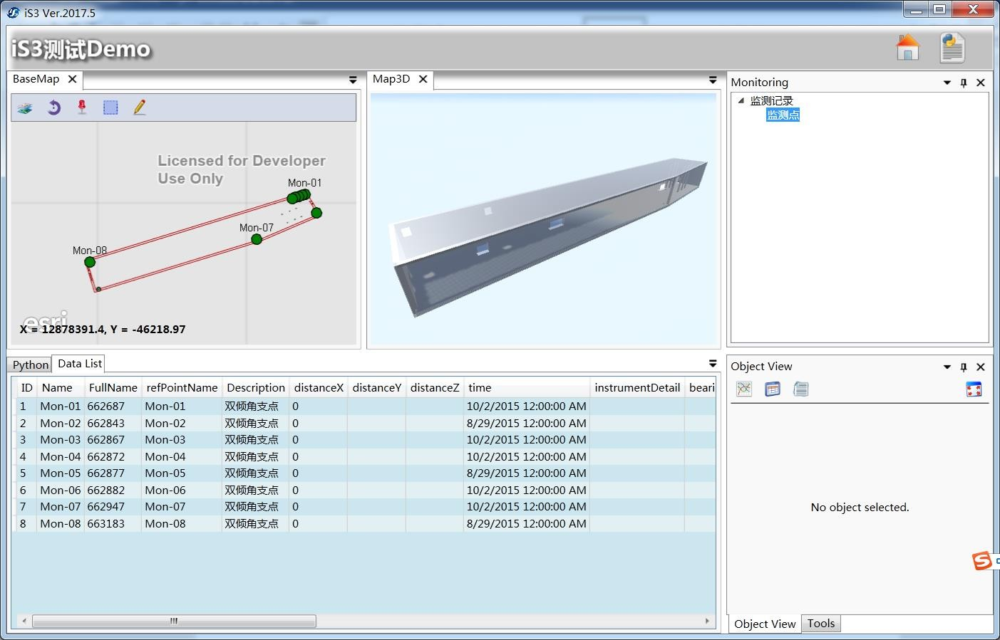 iS3 Ver.2017.5
iS3测试Demo
BaseMap
Licensed for Developer
Use Only
Mon-01
Mon-07
Mon-08
esri
X = 12878391.4, Y = -46218.97
Map3D
Monitoring
监测记录
监测点
Python Data List
ID Name FullName refPointName Description distanceX distanceY distanceZ time instrumentDetail beari
1 Mon-01 662687 Mon-01 双倾角支点 0 10/2/2015 12:00:00 AM
2 Mon-02 662843 Mon-02 双倾角支点 0 8/29/2015 12:00:00 AM
3 Mon-03 662867 Mon-03 双倾角支点 0 10/2/2015 12:00:00 AM
4 Mon-04 662872 Mon-04 双倾角支点 0 10/2/2015 12:00:00 AM
5 Mon-05 662877 Mon-05 双倾角支点 0 8/29/2015 12:00:00 AM
6 Mon-06 662882 Mon-06 双倾角支点 0 10/2/2015 12:00:00 AM
7 Mon-07 662947 Mon-07 双倾角支点 0 10/2/2015 12:00:00 AM
8 Mon-08 663183 Mon-08 双倾角支点 0 8/29/2015 12:00:00 AM
Object View
No object selected.
Object View Tools